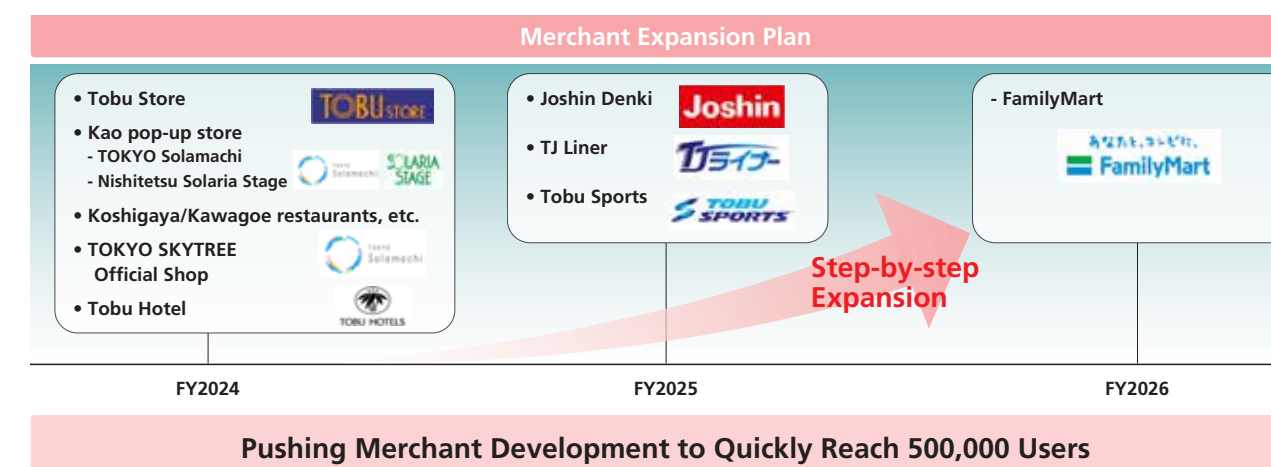 Merchant Expansion Plan
• Tobu Store
TOBU STORE
• Kao pop-up store
- TOKYO Solamachi
- Nishitetsu Solaria Stage
TOKYO
Solamachi
SOLARIA
STAGE
• Koshigaya/Kawagoe restaurants, etc.
• TOKYO SKYTREE
Official Shop
TOKYO
Solamachi
• Tobu Hotel
TOBU HOTELS
• Joshin Denki
Joshin
• TJ Liner
TJライナー
• Tobu Sports
TOBU
SPORTS
- FamilyMart
あなたと、コンビに、
FamilyMart
Step-by-step
Expansion
FY2024
FY2025
FY2026
Pushing Merchant Development to Quickly Reach 500,000 Users